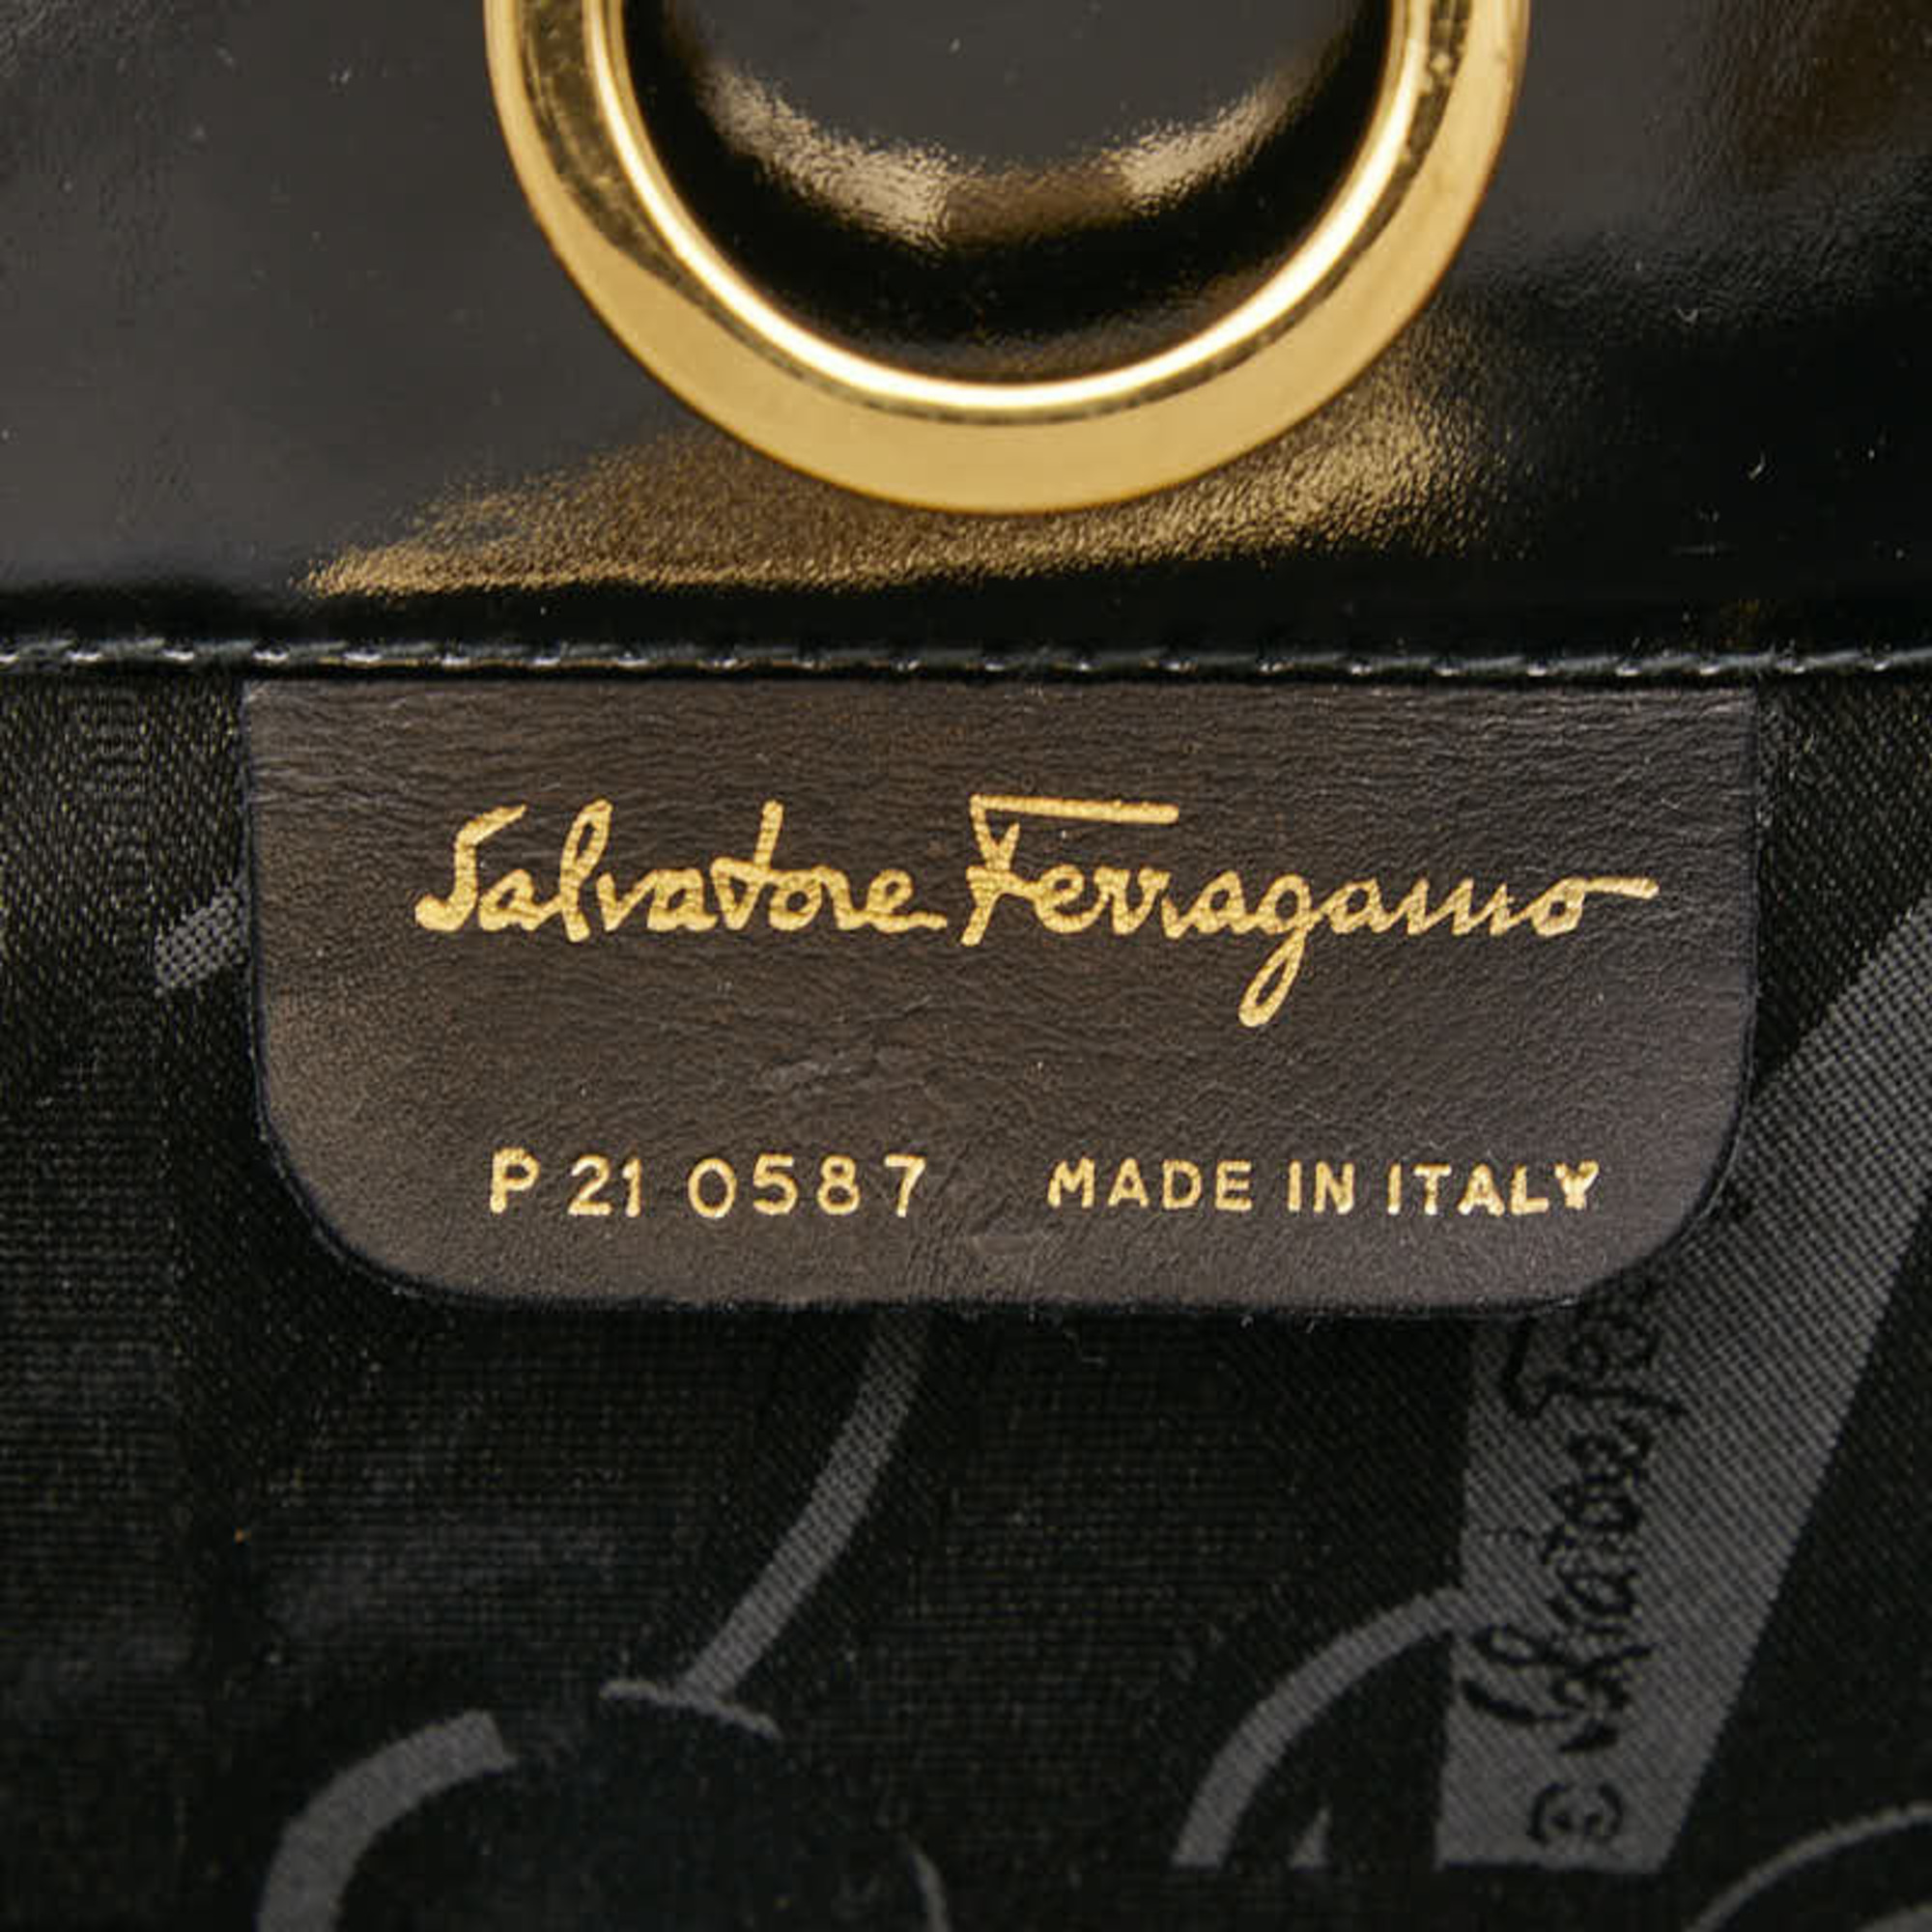 Salvatore Ferragamo
P 21 0587 MADE IN ITALY